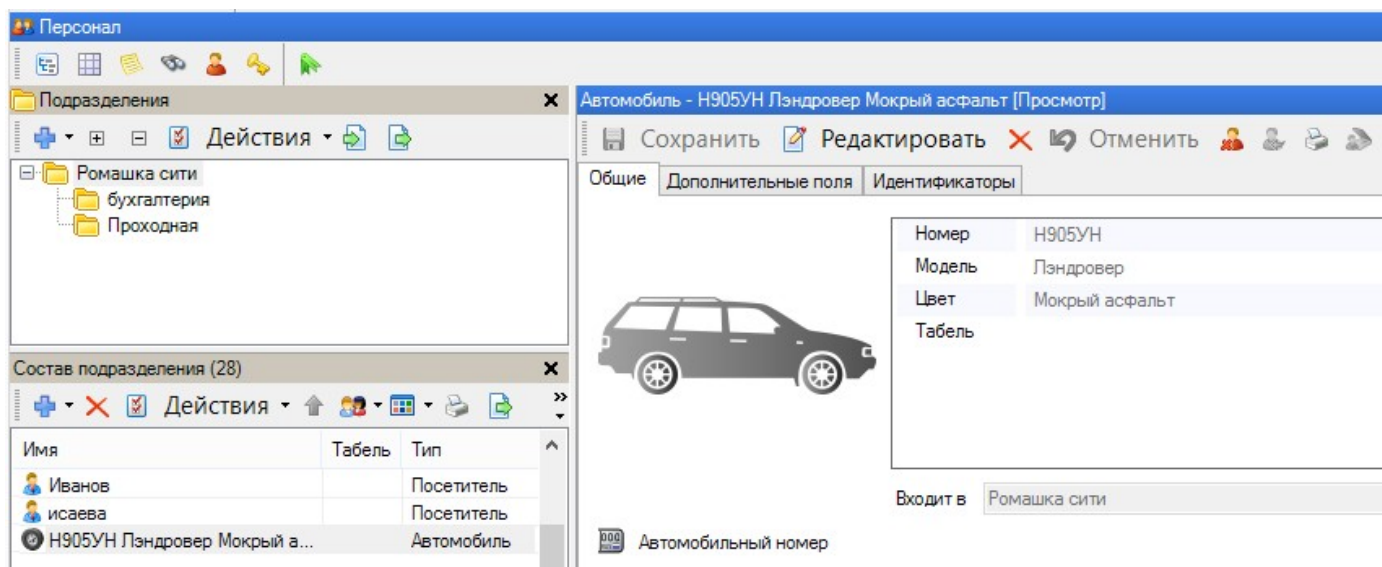 Персонал
Подразделения
Действия
Ромашка сити
бухгалтерия
Проходная
Состав подразделения (28)
Действия
Имя Табель Тип
Иванов Посетитель
исаева Посетитель
Н905УН Лэндровер Мокрый а... Автомобиль
Автомобиль - Н905УН Лэндровер Мокрый асфальт [Просмотр]
Сохранить Редактировать Отменить
Общие Дополнительные поля Идентификаторы
Номер Н905УН
Модель Лэндровер
Цвет Мокрый асфальт
Табель
Входит в Ромашка сити
Автомобильный номер